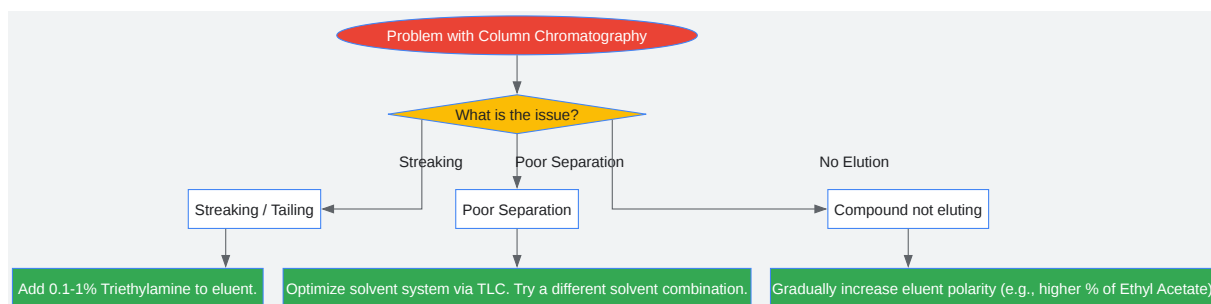 Problem with Column Chromatography
What is the issue?
Streaking
Poor Separation
No Elution
Streaking / Tailing
Poor Separation
Compound not eluting
Add 0.1-1% Triethylamine to eluent.
Optimize solvent system via TLC. Try a different solvent combination.
Gradually increase eluent polarity (e.g., higher % of Ethyl Acetate)